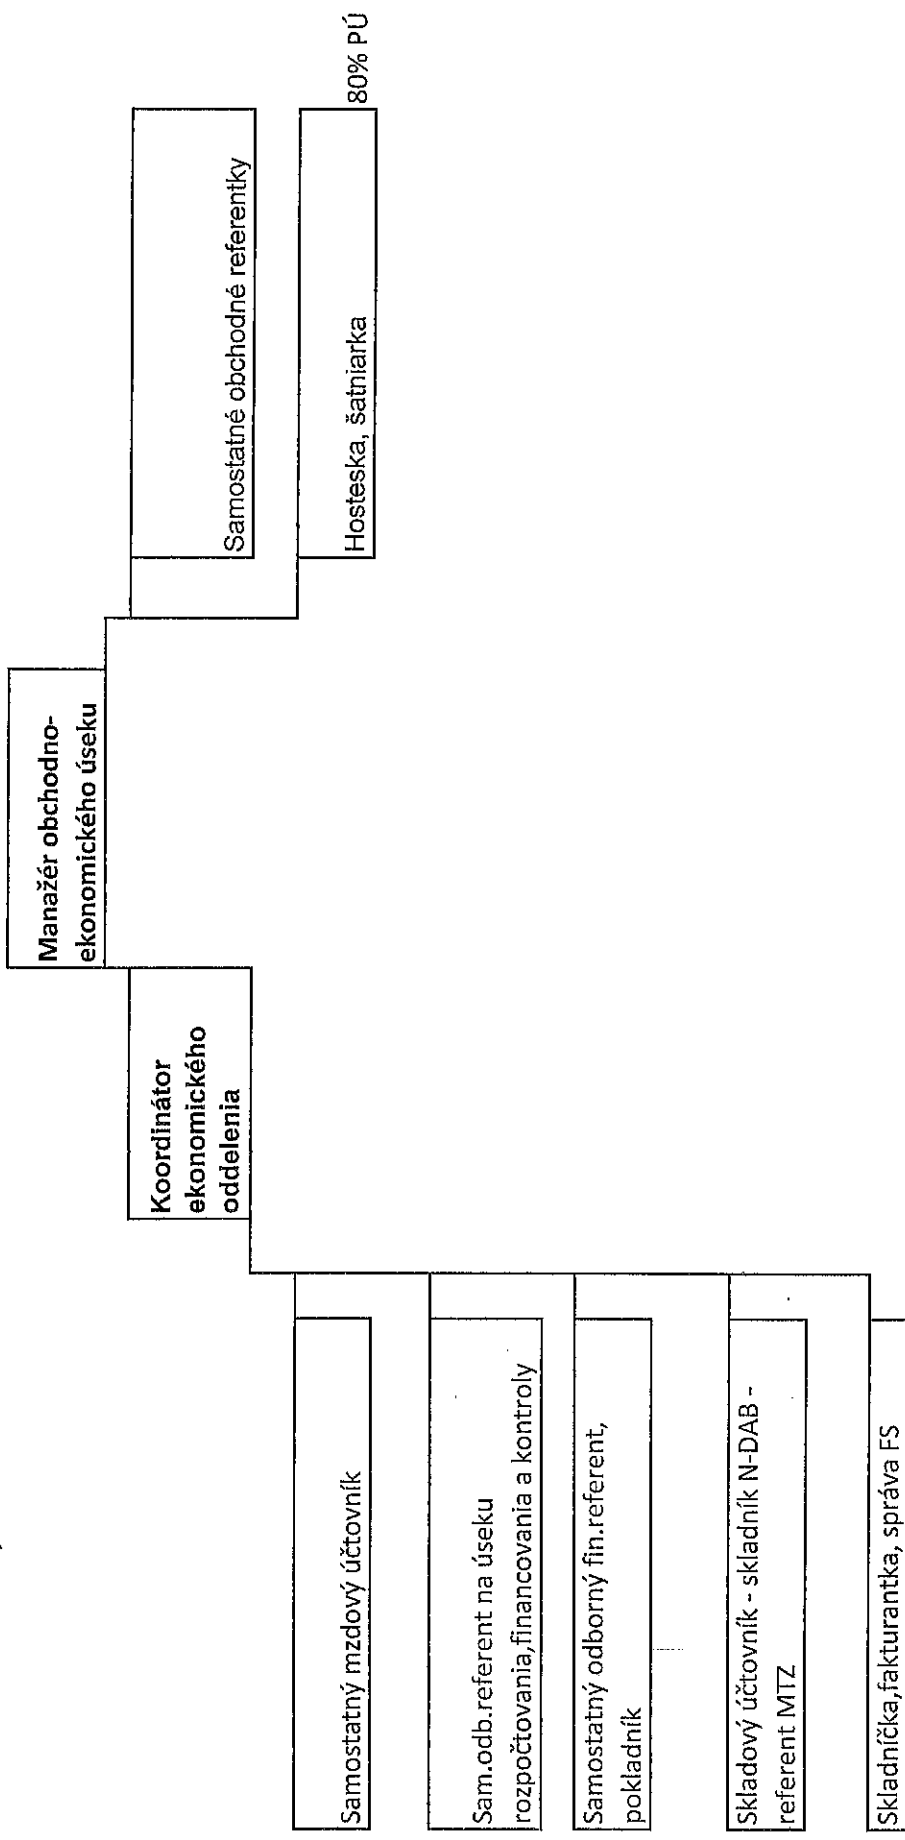 Manažér obchodno-
ekonomického úseku
Koordinátor
ekonomického
oddelenia
Samostatný mzdový účtovník
Sam.odb.referent na úseku
rozpočtovania,financovania a kontroly
Samostatný odborný fin.referent,
pokladník
Skladový účtovník - skladník N-DAB -
referent MTZ
Skladníčka,fakturantka, správa FS
Samostatné obchodné referentky
Hosteska, šatniarka
80% PÚ